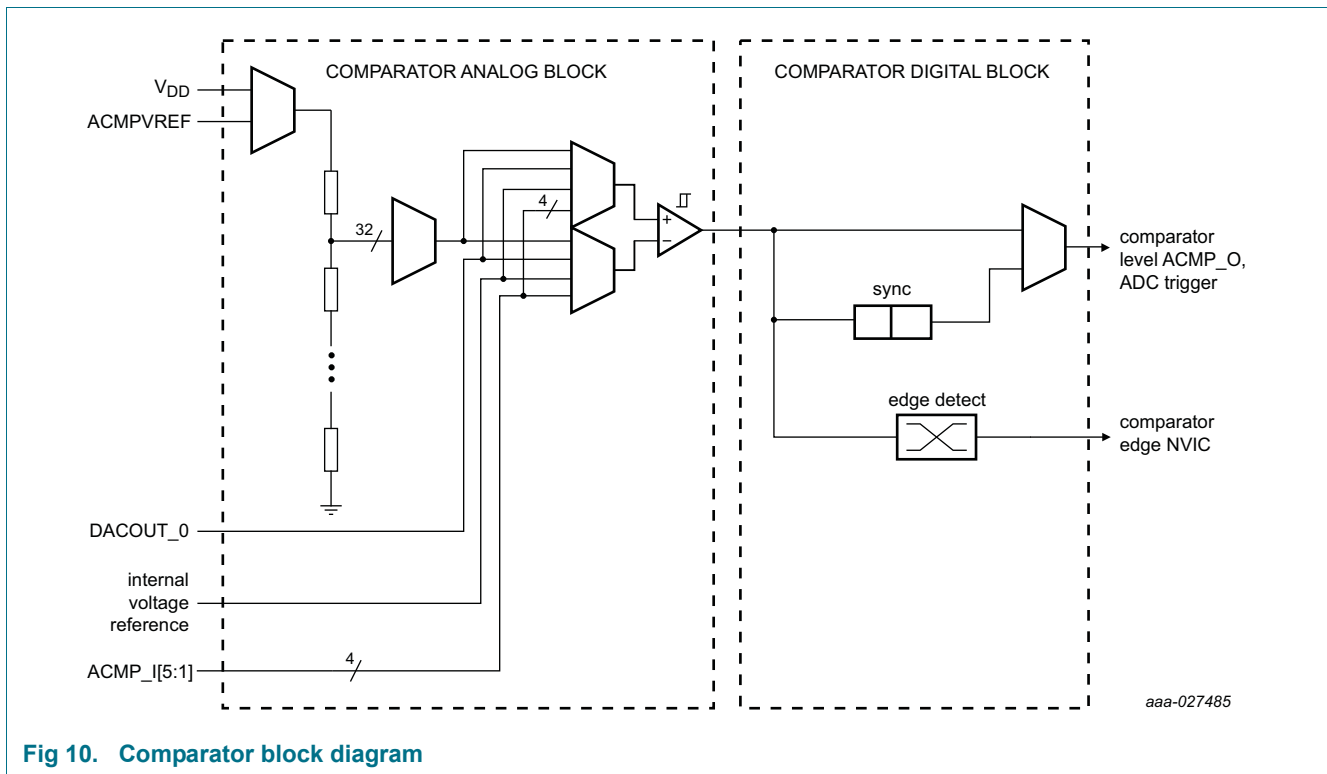 COMPARATOR ANALOG BLOCK
COMPARATOR DIGITAL BLOCK
VDD
ACMPVREF
32
4
+
−
sync
comparator
level ACMP_O,
ADC trigger
edge detect
comparator
edge NVIC
DACOUT_0
internal
voltage
reference
ACMP_I[5:1]
4
aaa-027485
Fig 10. Comparator block diagram